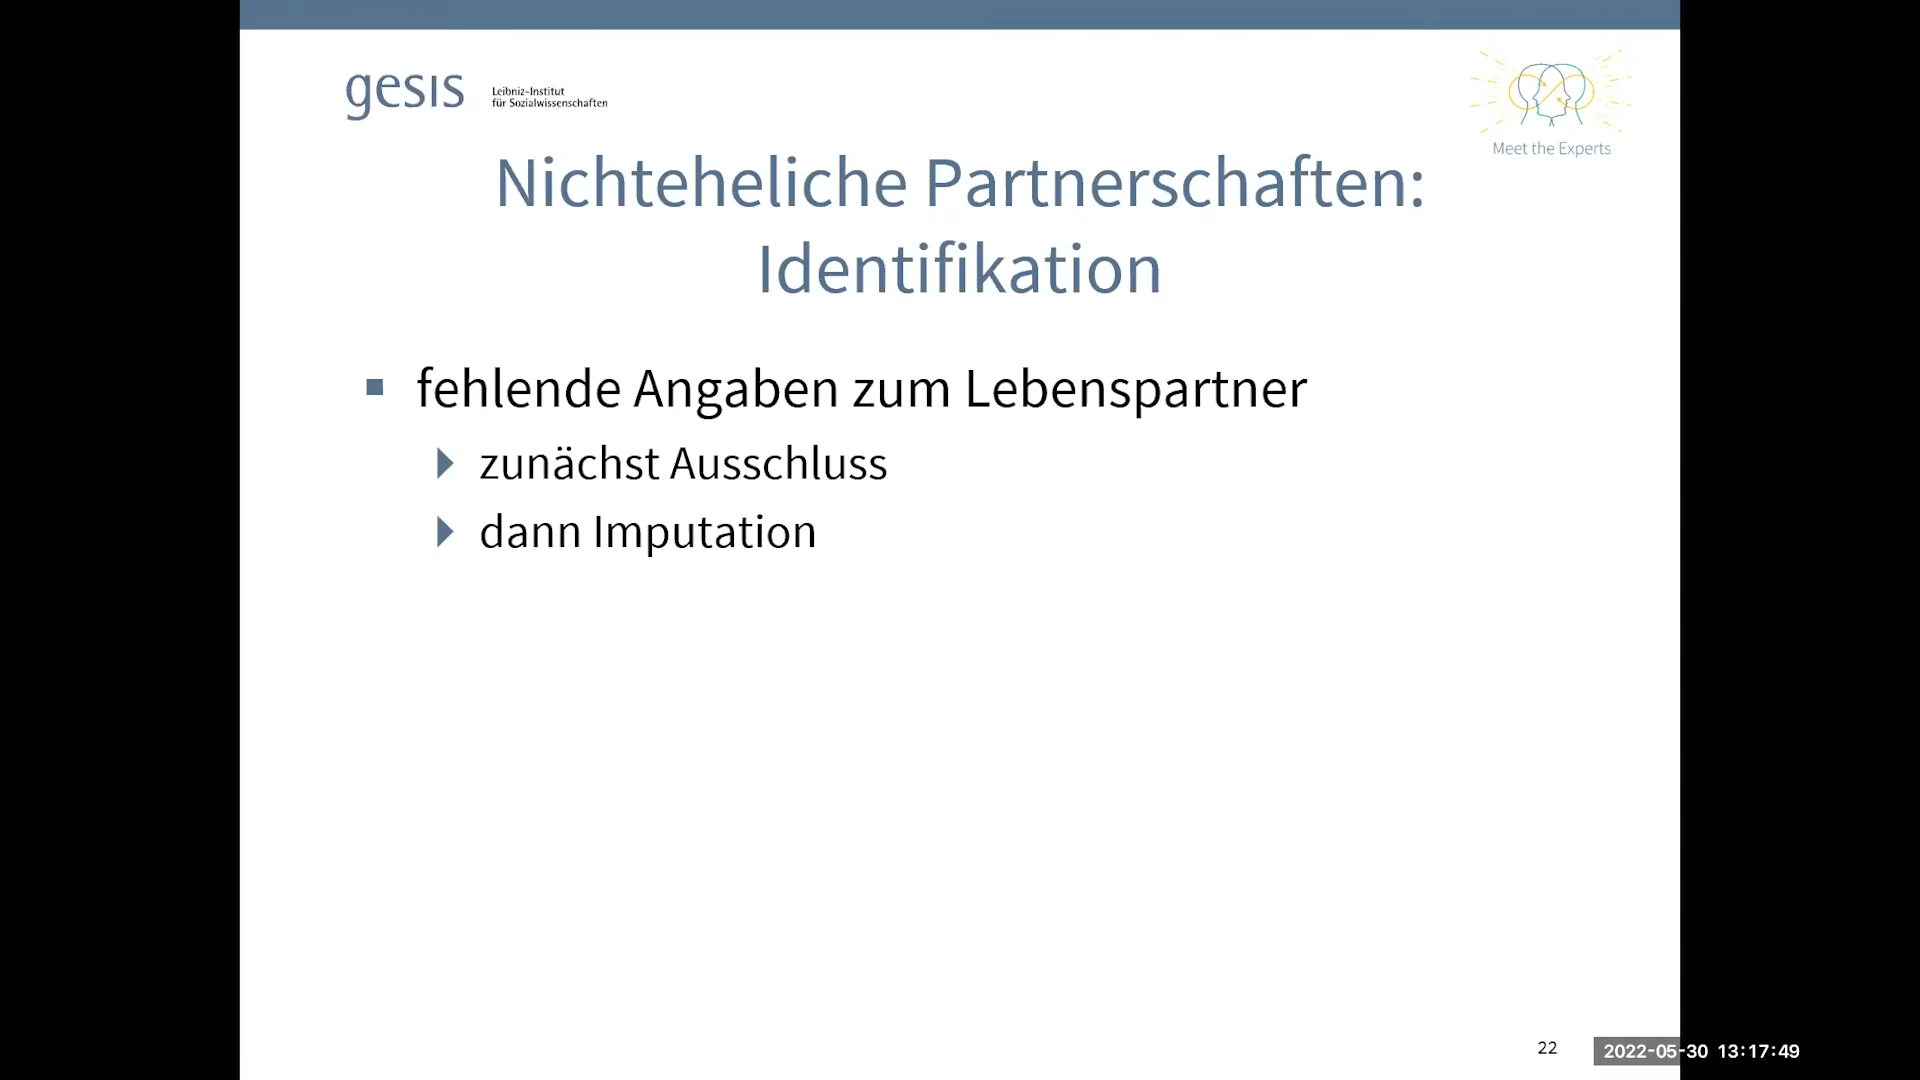 gesis
Leibniz-Institut
für Sozialwissenschaften
Meet the Experts
Nichteheliche Partnerschaften:
Identifikation
fehlende Angaben zum Lebenspartner
zunächst Ausschluss
dann Imputation
22
2022-05-30 13:17:49